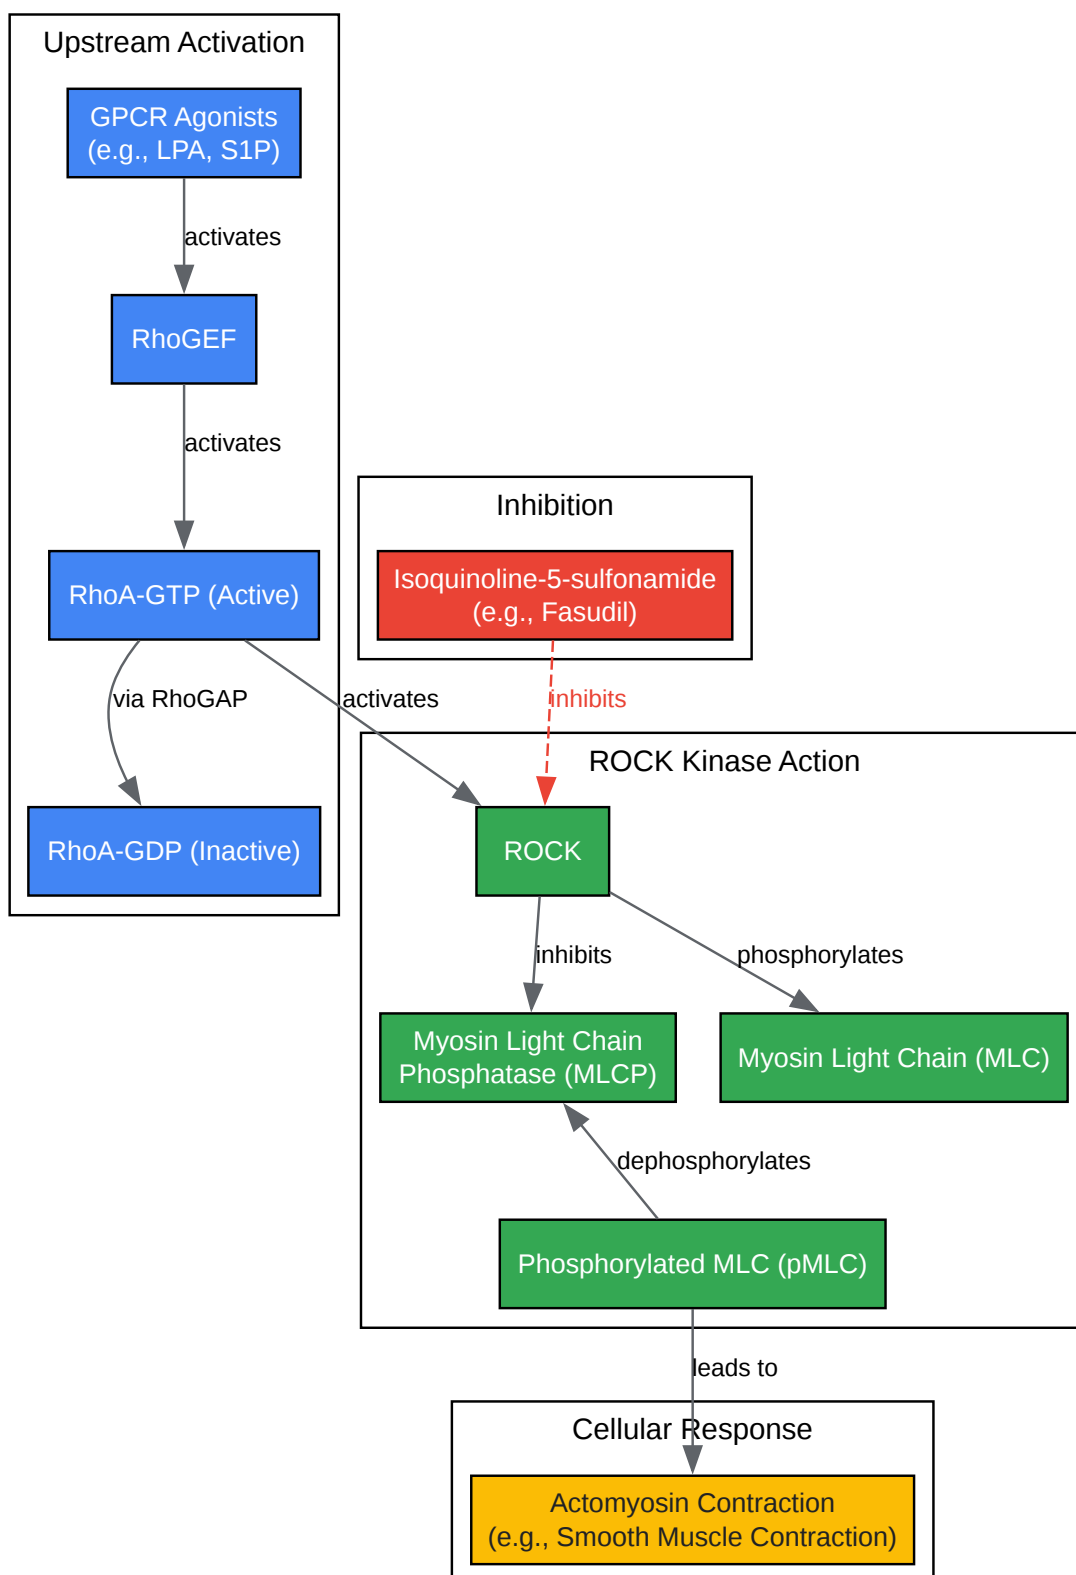 Upstream Activation
GPCR Agonists
(e.g., LPA, S1P)
activates
RhoGEF
activates
RhoA-GTP (Active)
via RhoGAP
activates
RhoA-GDP (Inactive)
Inhibition
Isoquinoline-5-sulfonamide
(e.g., Fasudil)
inhibits
ROCK Kinase Action
ROCK
inhibits
phosphorylates
Myosin Light Chain
Phosphatase (MLCP)
Myosin Light Chain (MLC)
dephosphorylates
Phosphorylated MLC (pMLC)
leads to
Cellular Response
Actomyosin Contraction
(e.g., Smooth Muscle Contraction)